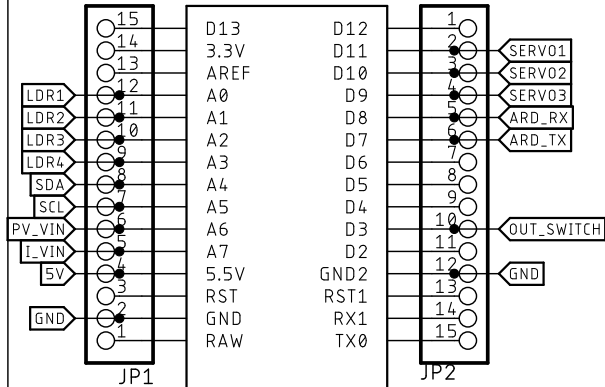 15 D13 D12 1
14 3.3V D11 2 SERVO1
13 AREF D10 3 SERVO2
LDR1 12 A0 D9 4 SERVO3
LDR2 11 A1 D8 5 ARD_RX
LDR3 10 A2 D7 6 ARD_TX
LDR4 9 A3 D6 7
SDA 8 A4 D5 8
SCL 7 A5 D4 9
PV_VIN 6 A6 D3 10 OUT_SWITCH
I_VIN 5 A7 D2 11
5V 4 5.5V GND2 12 GND
3 RST RST1 13
GND 2 GND RX1 14
1 RAW TX0 15
JP1 JP2